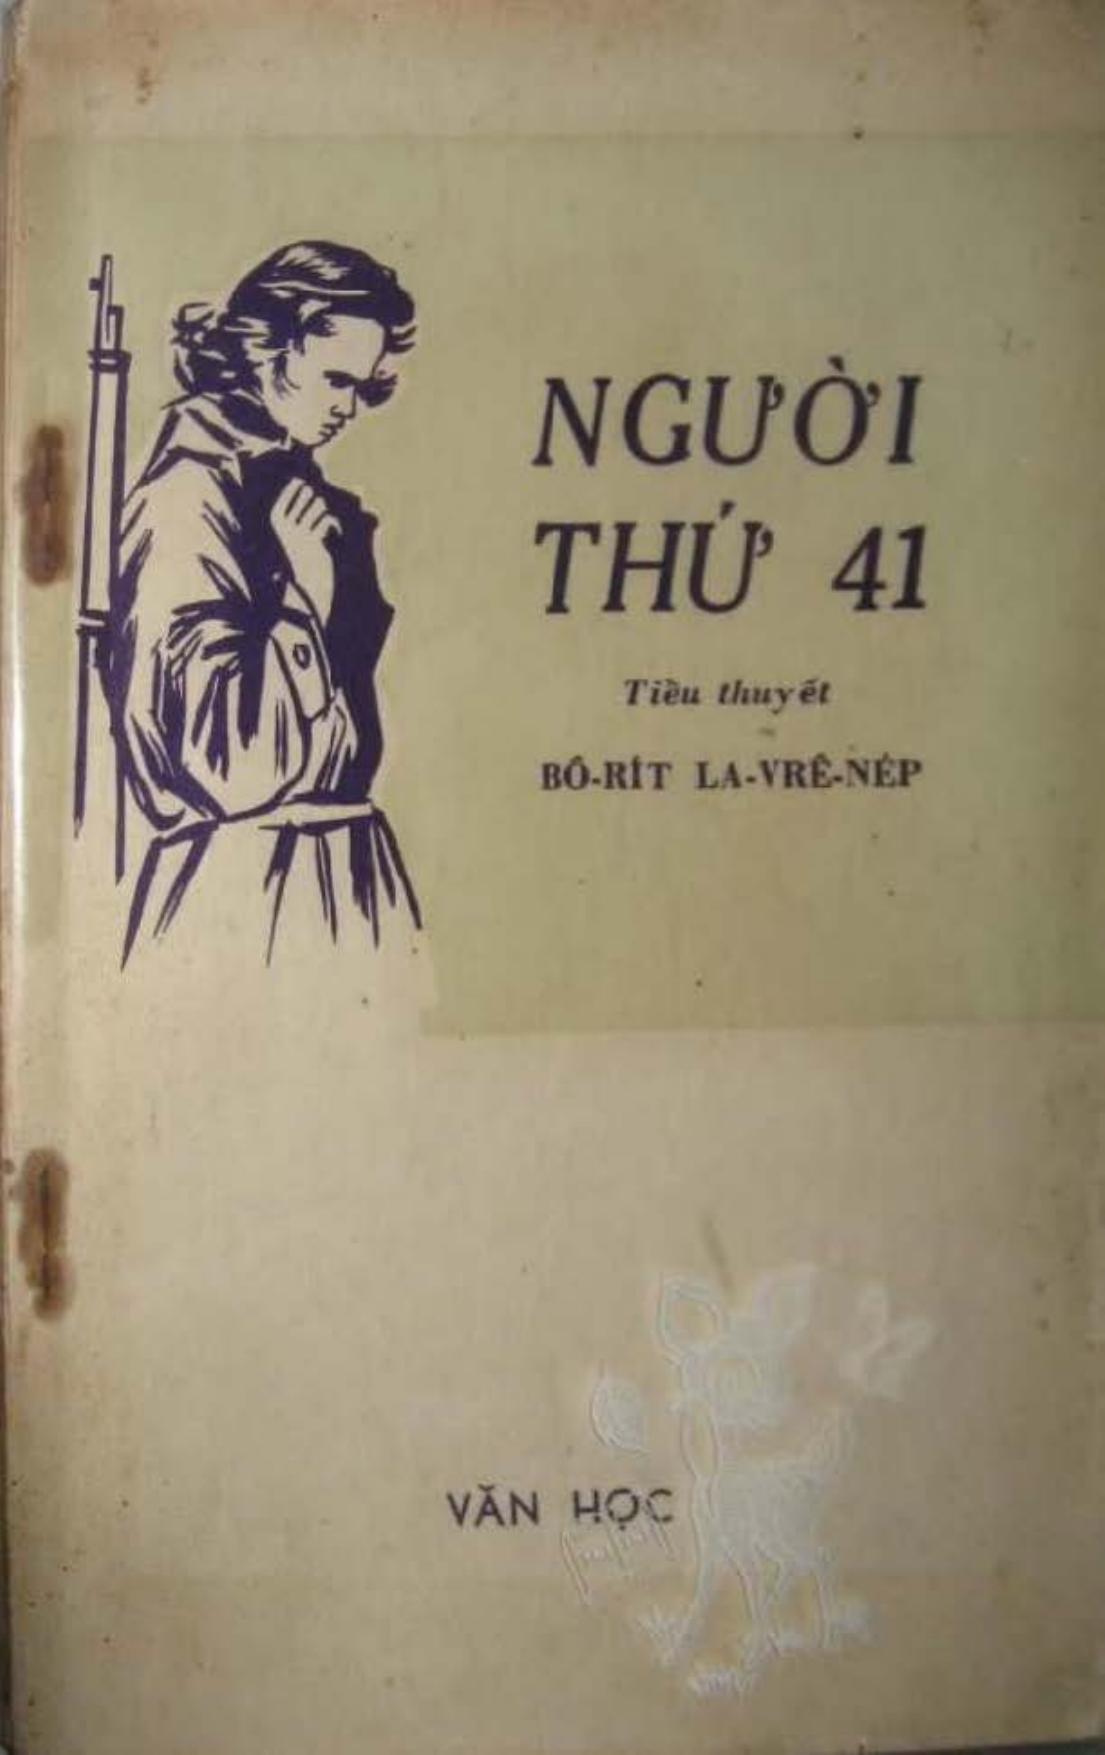 NGƯỜI
THỨ 41
Tiểu thuyết
BÔ-RÍT LA-VRÊ-NÉP
VĂN HỌC